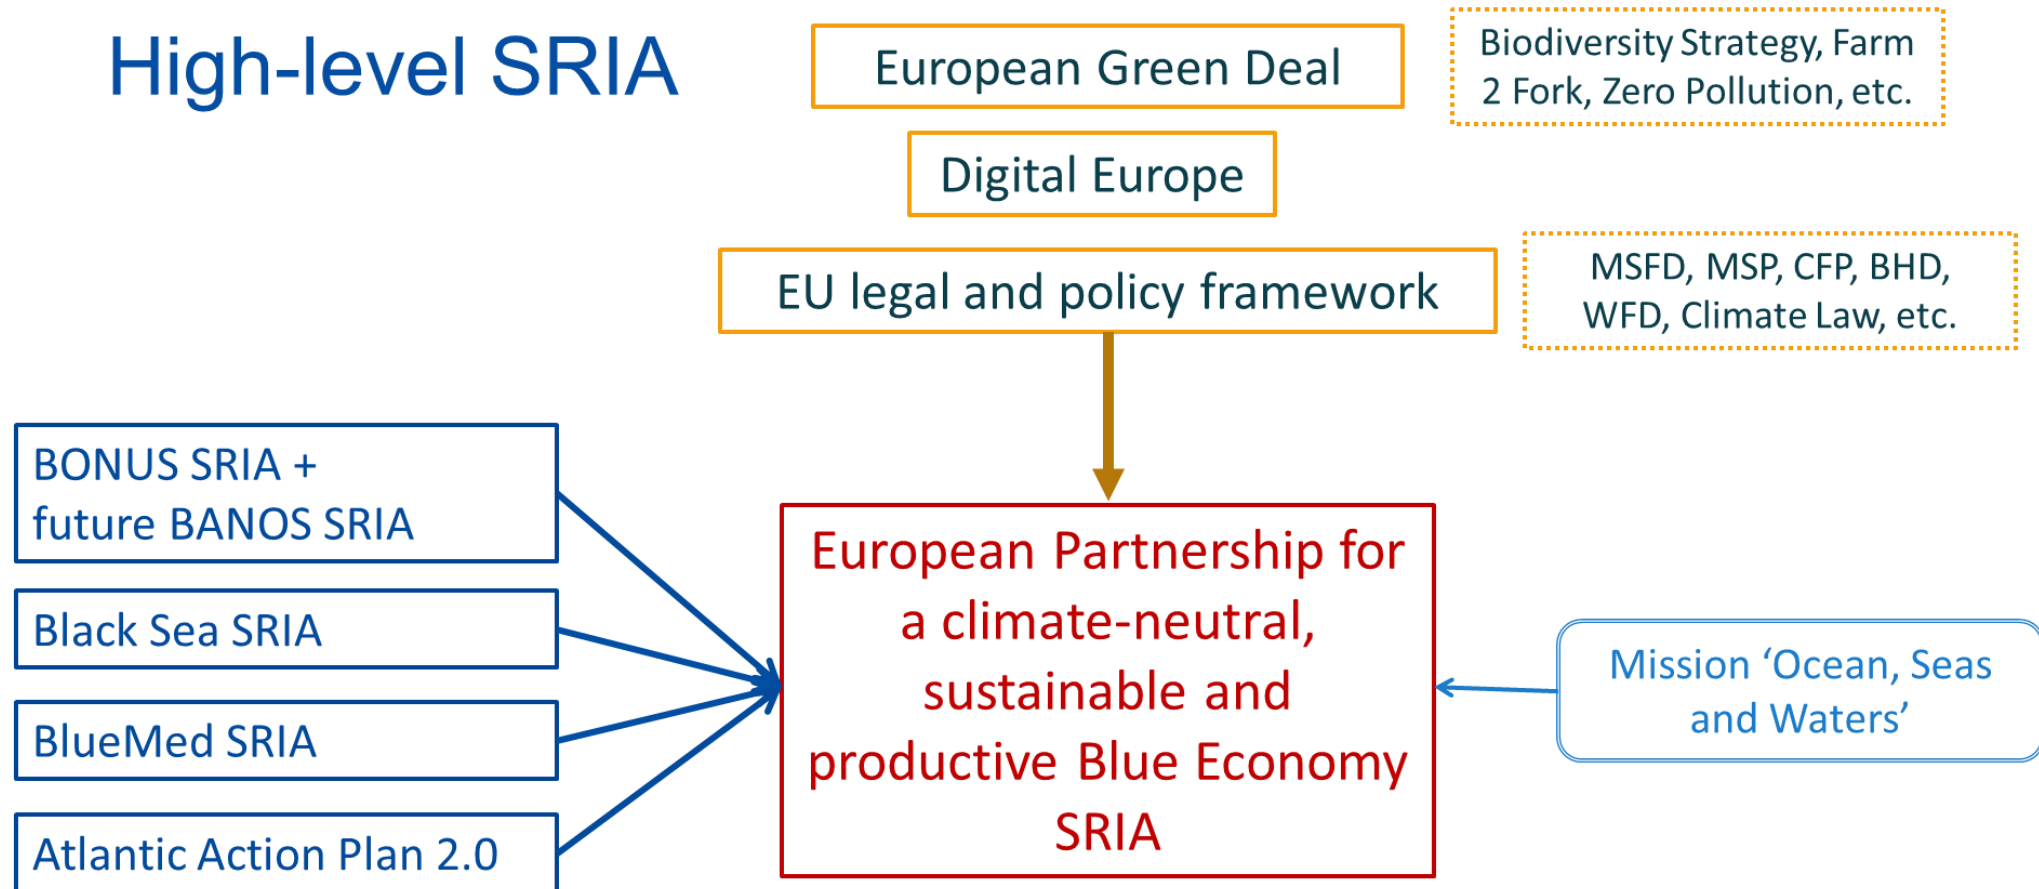 High-level SRIA
European Green Deal
Biodiversity Strategy, Farm
2 Fork, Zero Pollution, etc.
Digital Europe
EU legal and policy framework
MSFD, MSP, CFP, BHD,
WFD, Climate Law, etc.
BONUS SRIA +
future BANOS SRIA
Black Sea SRIA
BlueMed SRIA
Atlantic Action Plan 2.0
European Partnership for
a climate-neutral,
sustainable and
productive Blue Economy
SRIA
Mission ‘Ocean, Seas
and Waters’